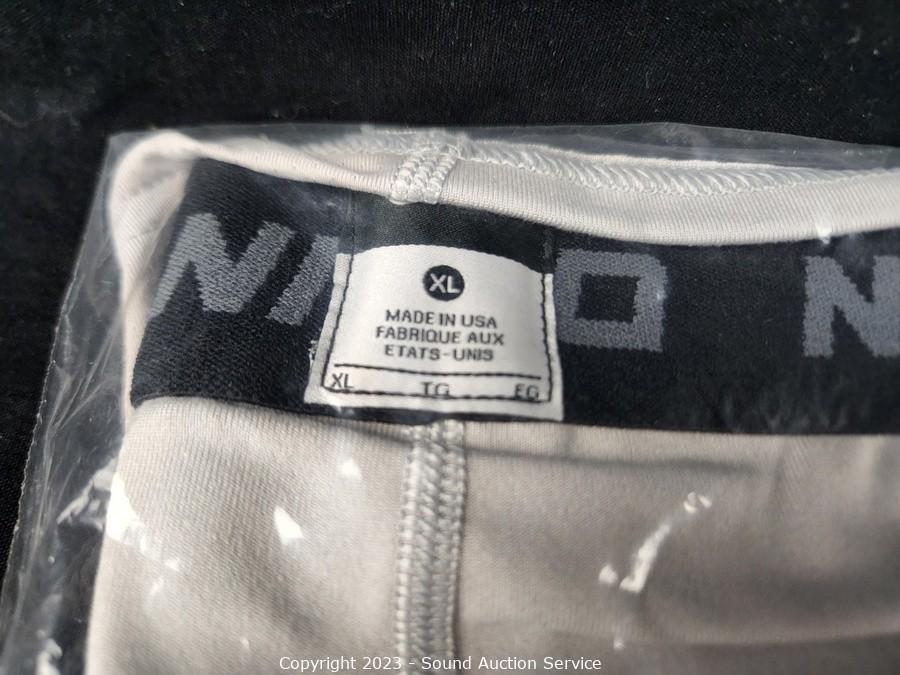 XL
MADE IN USA
FABRIQUE AUX
ETATS-UNIS
XL TG EG
Copyright 2023 - Sound Auction Service